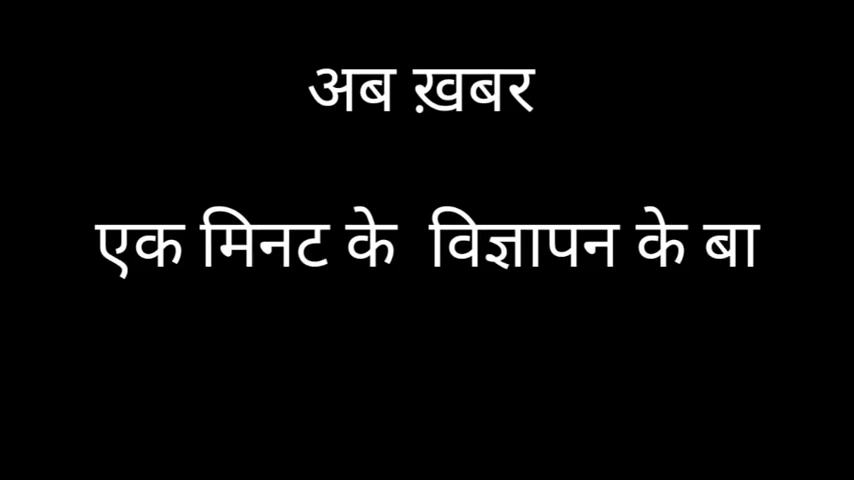 अब ख़बर
एक मिनट के विज्ञापन के बा